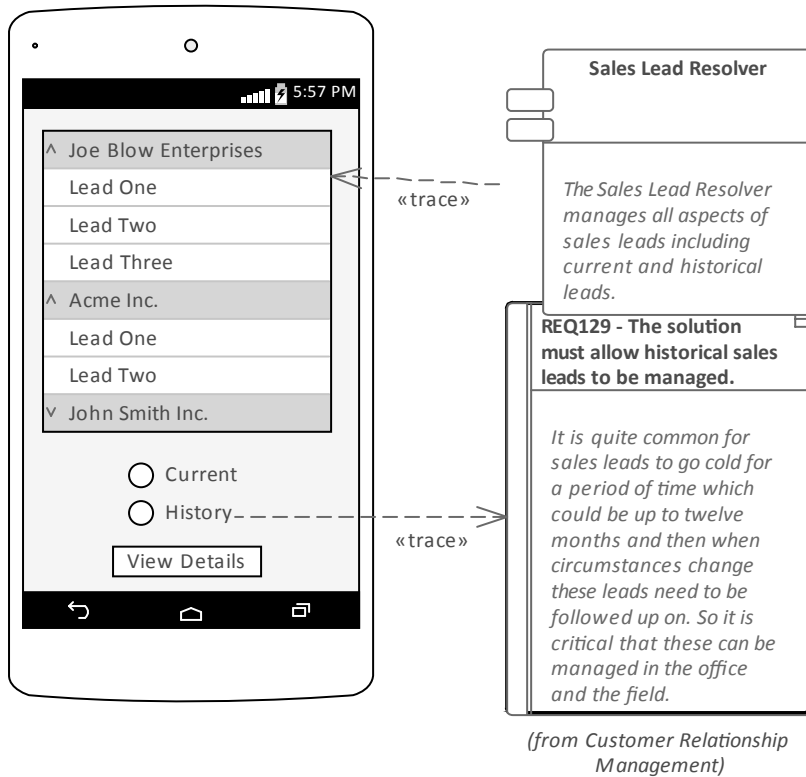 5:57 PM
^ Joe Blow Enterprises
Lead One
Lead Two
Lead Three
^ Acme Inc.
Lead One
Lead Two
v John Smith Inc.
Current
History
View Details
«trace»
«trace»
Sales Lead Resolver
The Sales Lead Resolver
manages all aspects of
sales leads including
current and historical
leads.
REQ129 - The solution
must allow historical sales
leads to be managed.
It is quite common for
sales leads to go cold for
a period of time which
could be up to twelve
months and then when
circumstances change
these leads need to be
followed up on. So it is
critical that these can be
managed in the office
and the field.
(from Customer Relationship
Management)